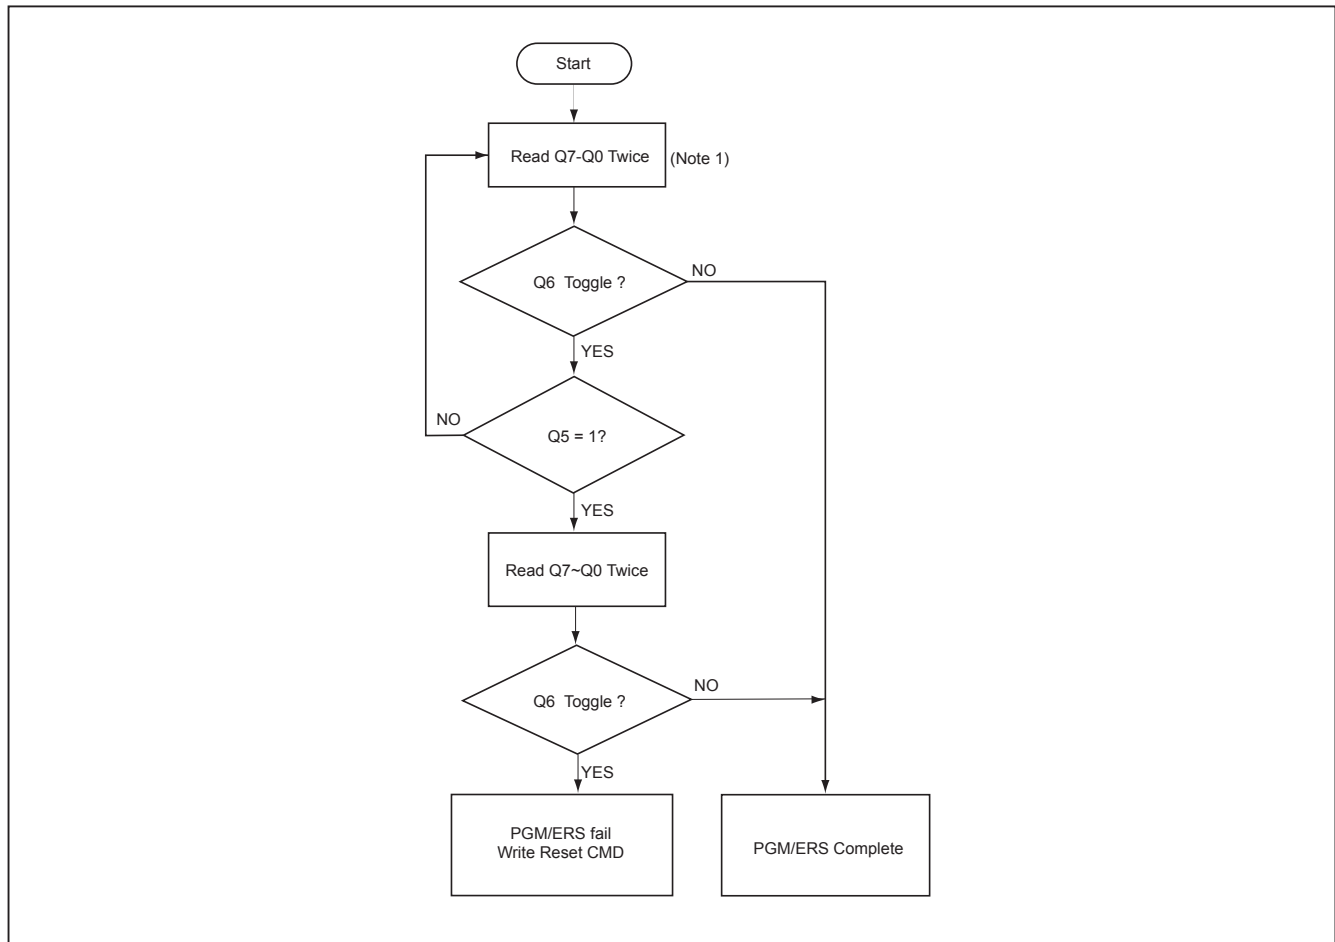 Start
Read Q7-Q0 Twice
(Note 1)
Q6 Toggle ?
NO
YES
NO
Q5 = 1?
YES
Read Q7~Q0 Twice
Q6 Toggle ?
NO
YES
PGM/ERS fail
Write Reset CMD
PGM/ERS Complete